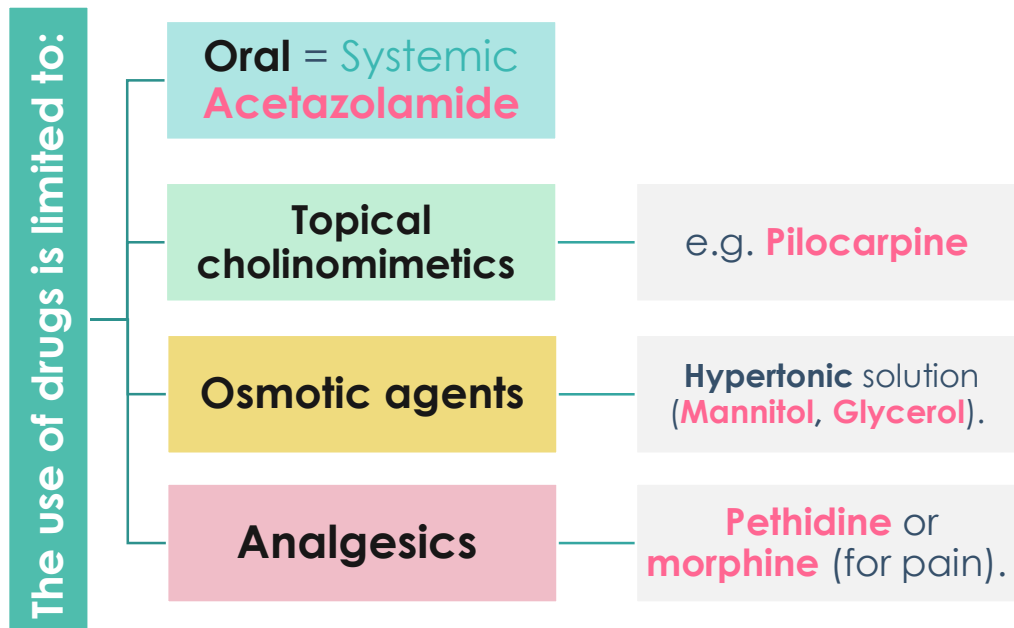 The use of drugs is limited to:
Oral = Systemic
Acetazolamide
Topical
cholinomimetics
e.g. Pilocarpine
Osmotic agents
Hypertonic solution
(Mannitol, Glycerol).
Analgesics
Pethidine or
morphine (for pain).